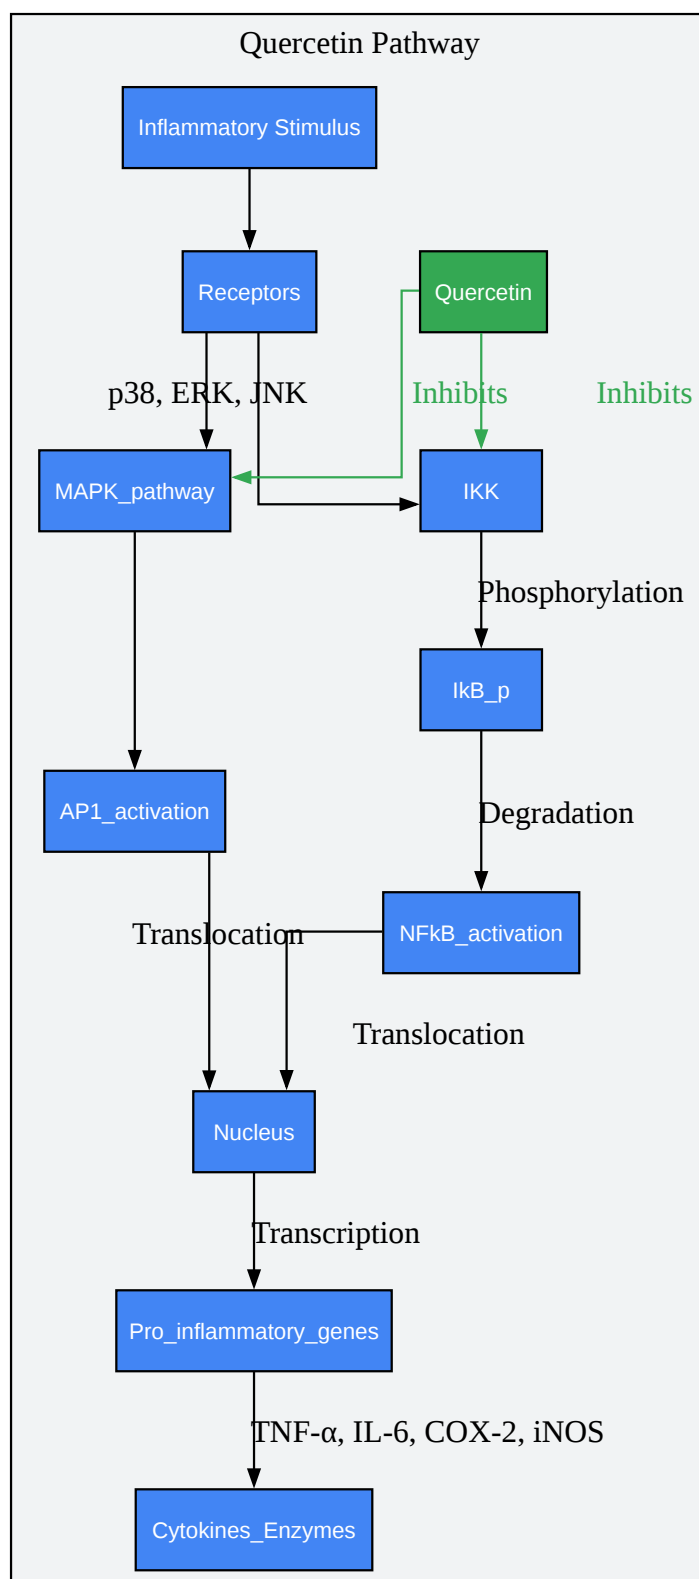 Quercetin Pathway
Inflammatory Stimulus
Receptors
Quercetin
p38, ERK, JNK
Inhibits
Inhibits
MAPK_pathway
IKK
Phosphorylation
IkB_p
AP1_activation
Degradation
Translocation
NFkB_activation
Translocation
Nucleus
Transcription
Pro_inflammatory_genes
TNF-α, IL-6, COX-2, iNOS
Cytokines_Enzymes